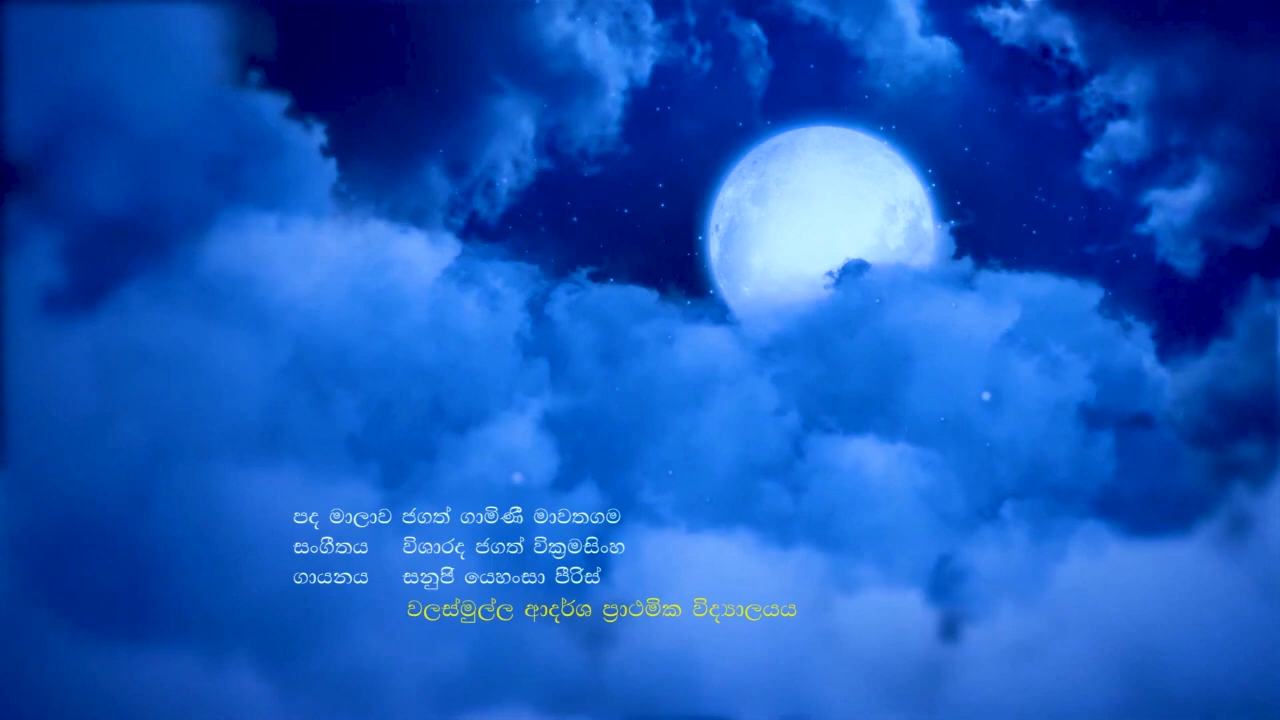 පද මාලාව ජගත් ගාමිණී මාවතගම
සංගීතය විශාරද ජගත් වික්‍රමසිංහ
ගායනය සනුජි යෙහංසා පීරිස්
වලස්මුල්ල ආදර්ශ ප්‍රාථමික විද්‍යාලයය